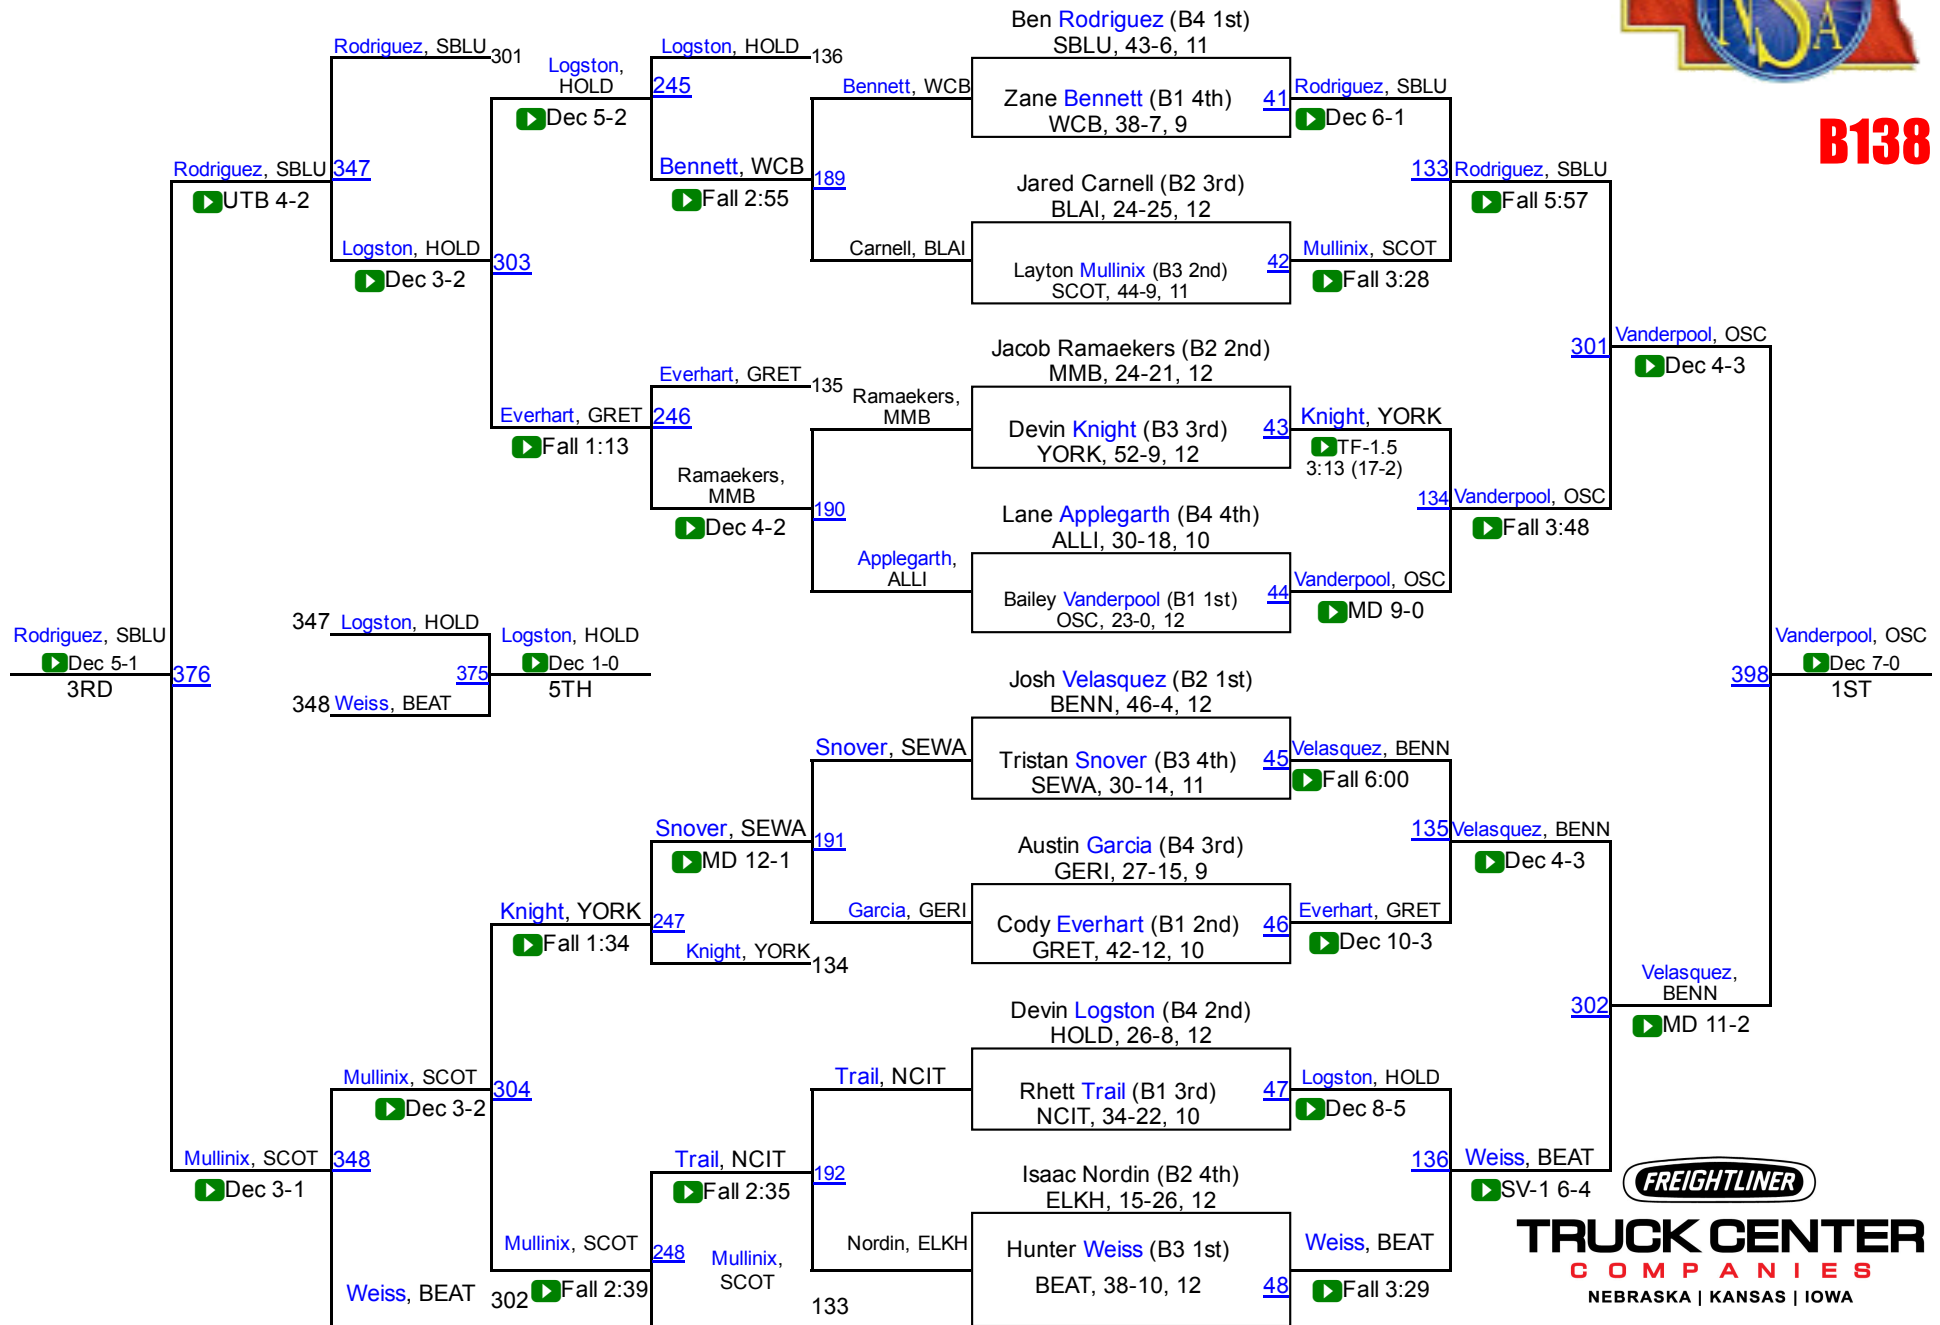 NSA
B138
Ben Rodriguez (B4 1st)
SBLU, 43-6, 11
Zane Bennett (B1 4th)
WCB, 38-7, 9
41
Jared Carnell (B2 3rd)
BLAI, 24-25, 12
Layton Mullinix (B3 2nd)
SCOT, 44-9, 11
42
Jacob Ramaekers (B2 2nd)
MMB, 24-21, 12
Devin Knight (B3 3rd)
YORK, 52-9, 12
43
Lane Applegarth (B4 4th)
ALLI, 30-18, 10
Bailey Vanderpool (B1 1st)
OSC, 23-0, 12
44
Josh Velasquez (B2 1st)
BENN, 46-4, 12
Tristan Snover (B3 4th)
SEWA, 30-14, 11
45
Austin Garcia (B4 3rd)
GERI, 27-15, 9
Cody Everhart (B1 2nd)
GRET, 42-12, 10
46
Devin Logston (B4 2nd)
HOLD, 26-8, 12
Rhett Trail (B1 3rd)
NCIT, 34-22, 10
47
Isaac Nordin (B2 4th)
ELKH, 15-26, 12
Hunter Weiss (B3 1st)
BEAT, 38-10, 12
48
Rodriguez, SBLU
Dec 6-1
133
Mullinix, SCOT
Fall 3:28
Knight, YORK
TF-1.5
3:13 (17-2)
134
Vanderpool, OSC
MD 9-0
Velasquez, BENN
Fall 6:00
135
Everhart, GRET
Dec 10-3
Logston, HOLD
Dec 8-5
136
Weiss, BEAT
Fall 3:29
Rodriguez, SBLU
Fall 5:57
301
Vanderpool, OSC
Fall 3:48
Velasquez, BENN
Dec 4-3
302
Weiss, BEAT
SV-1 6-4
Vanderpool, OSC
Dec 4-3
398
Velasquez,
BENN
MD 11-2
Vanderpool, OSC
Dec 7-0
1ST
Bennett, WCB
189
Carnell, BLAI
Ramaekers,
MMB
190
Applegarth,
ALLI
Snover, SEWA
191
Garcia, GERI
Trail, NCIT
192
Nordin, ELKH
Logston, HOLD
136
245
Bennett, WCB
Fall 2:55
Everhart, GRET
135
246
Ramaekers,
MMB
Dec 4-2
Snover, SEWA
MD 12-1
247
Knight, YORK
134
Trail, NCIT
Fall 2:35
248
Mullinix,
SCOT
133
Logston,
HOLD
Dec 5-2
303
Everhart, GRET
Fall 1:13
Knight, YORK
Fall 1:34
304
Mullinix, SCOT
Fall 2:39
Rodriguez, SBLU
301
347
Logston, HOLD
Dec 3-2
Mullinix, SCOT
Dec 3-2
348
Weiss, BEAT
302
Rodriguez, SBLU
UTB 4-2
376
Mullinix, SCOT
Dec 3-1
Rodriguez, SBLU
Dec 5-1
3RD
347
Logston, HOLD
375
348
Weiss, BEAT
Logston, HOLD
Dec 1-0
5TH
FREIGHTLINER
TRUCK CENTER
COMPANIES
NEBRASKA | KANSAS | IOWA